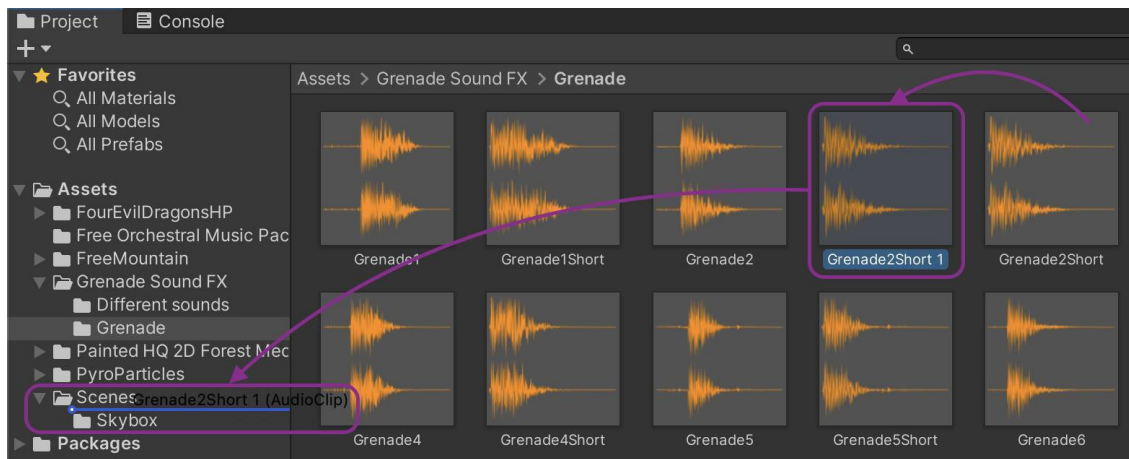 Project
Console
Favorites
All Materials
All Models
All Prefabs
Assets
FourEvilDragonsHP
Free Orchestral Music Pac
FreeMountain
Grenade Sound FX
Different sounds
Grenade
Painted HQ 2D Forest Med
PyroParticles
Scenes
Grenade2Short 1 (AudioClip)
Skybox
Packages
Assets > Grenade Sound FX > Grenade
Grenade1
Grenade1Short
Grenade2
Grenade2Short 1
Grenade2Short
Grenade4
Grenade4Short
Grenade5
Grenade5Short
Grenade6